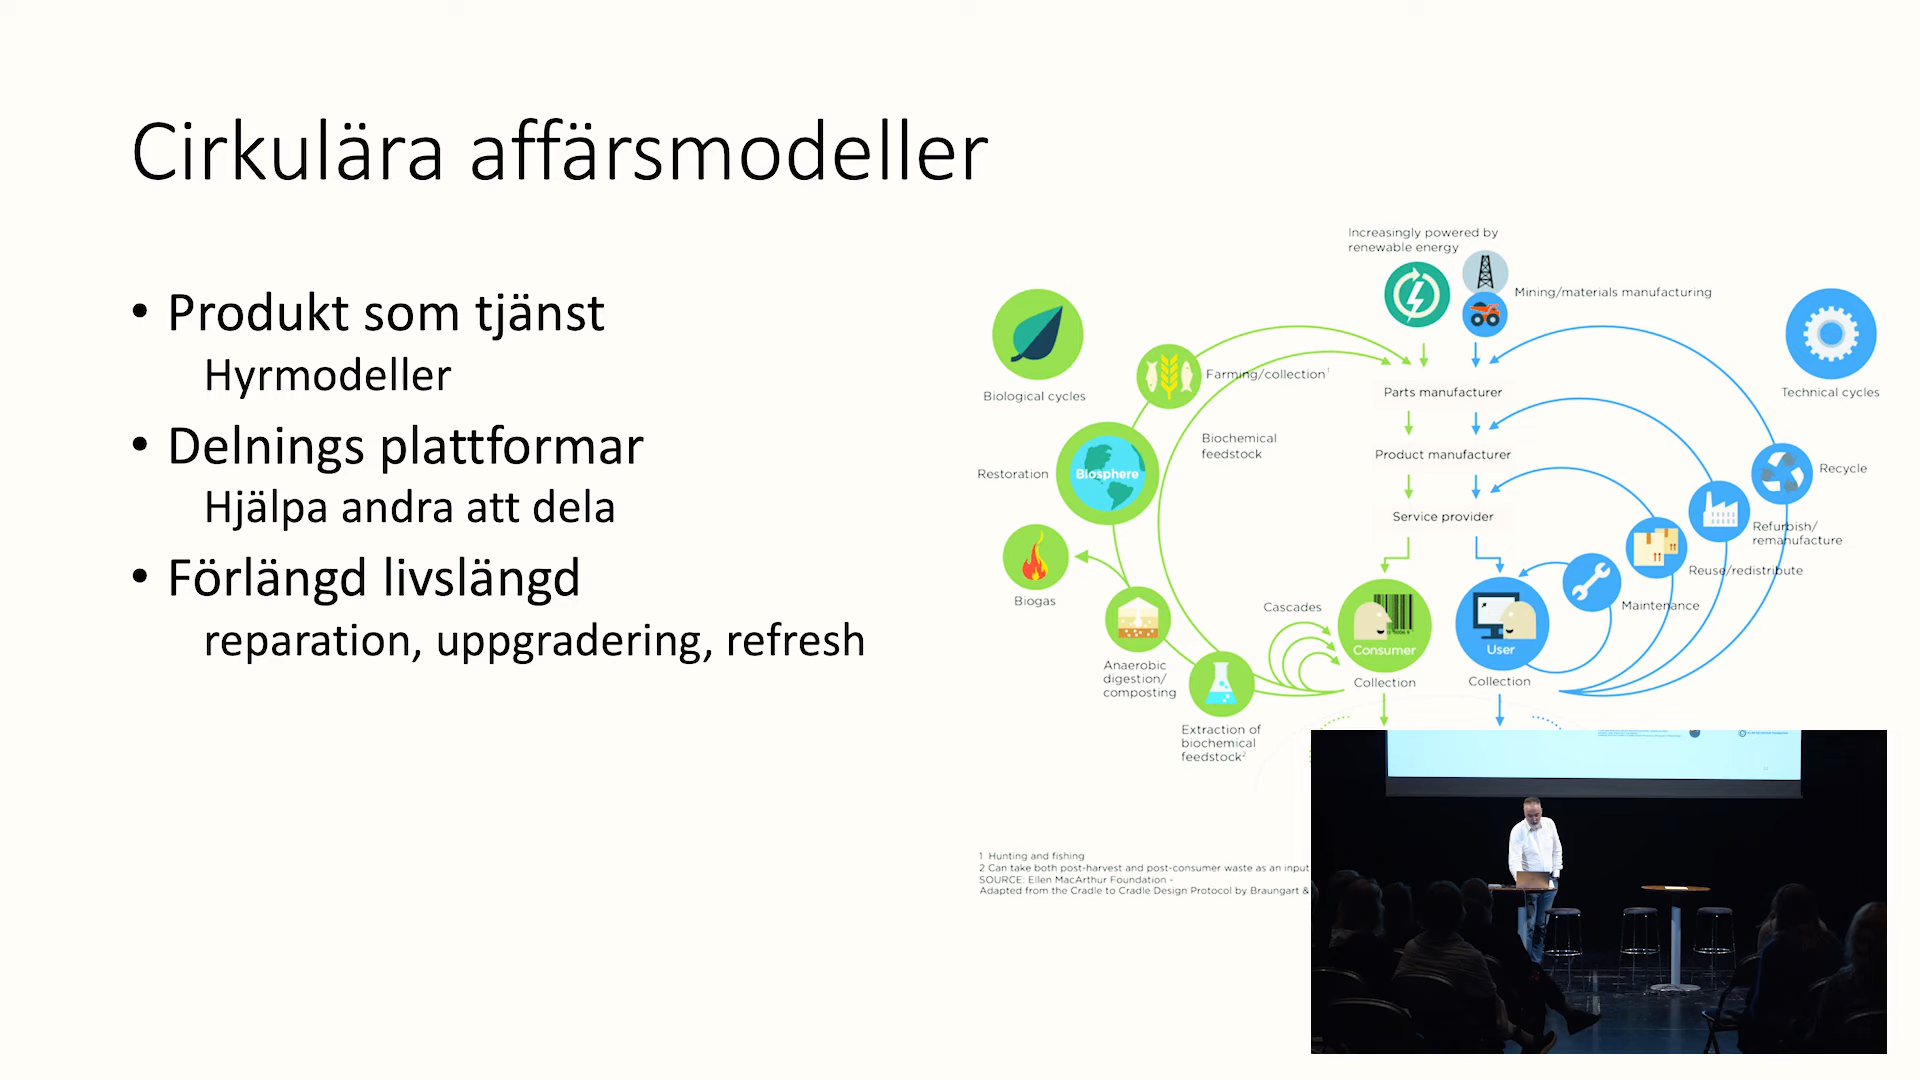 Cirkulära affärsmodeller
• Produkt som tjänst
Hyrmodeller
• Delnings plattformar
Hjälpa andra att dela
• Förlängd livslängd
reparation, uppgradering, refresh
Increasingly powered by
renewable energy
Mining/materials manufacturing
Biological cycles
Technical cycles
Farming/collection¹
Parts manufacturer
Biochemical
feedstock
Product manufacturer
Restoration
Biosphere
Recycle
Service provider
Refurbish/
remanufacture
Reuse/redistribute
Biogas
Cascades
Maintenance
Consumer
User
Anaerobic
digestion/
composting
Collection
Collection
Extraction of
biochemical
feedstock²
1 Hunting and fishing
2 Can take both post-harvest and post-consumer waste as an input
SOURCE: Ellen MacArthur Foundation -
Adapted from the Cradle to Cradle Design Protocol by Braungart &